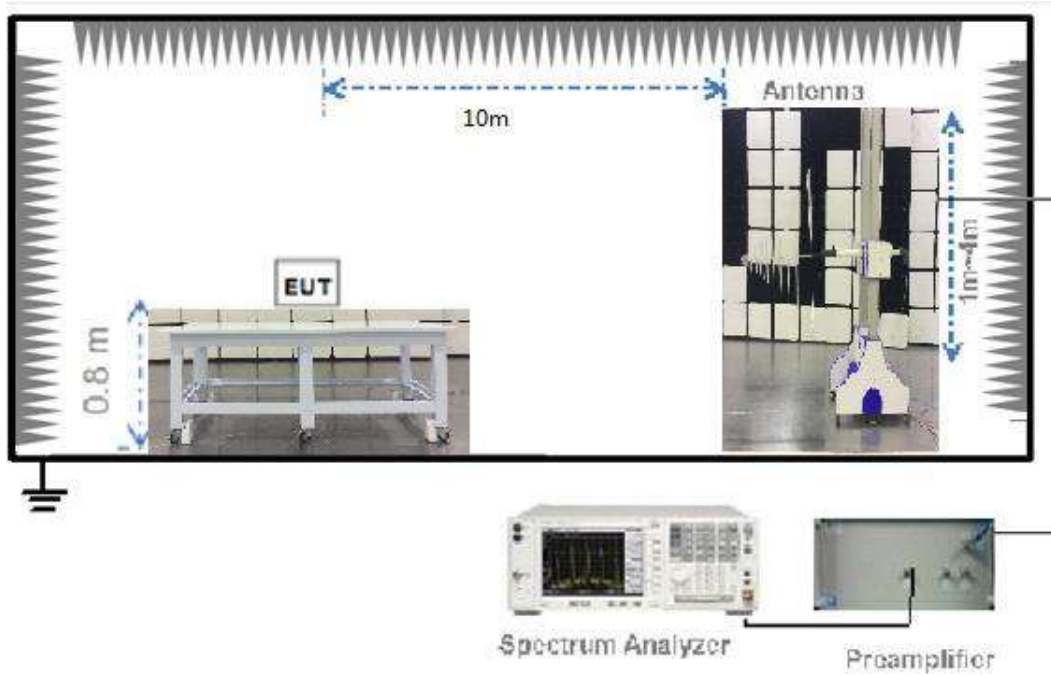 Antenna
10m
1m~4m
EUT
0.8 m
Spectrum Analyzer
Preamplifier